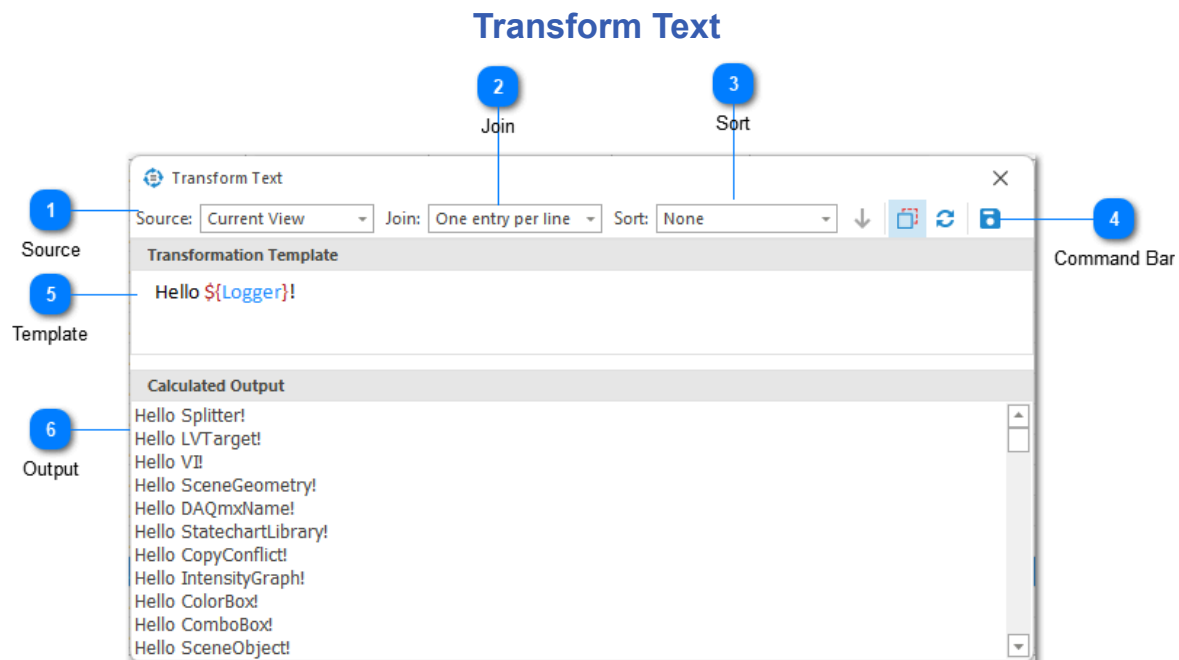 Transform Text
2
3
Join
Sort
Transform Text
1
Source: Current View Join: One entry per line Sort: None
4
Source
Command Bar
Transformation Template
5
Hello ${Logger}!
Template
Calculated Output
Hello Splitter!
6
Hello LVTarget!
Output
Hello VI!
Hello SceneGeometry!
Hello DAQmxName!
Hello StatechartLibrary!
Hello CopyConflict!
Hello IntensityGraph!
Hello ColorBox!
Hello ComboBox!
Hello SceneObject!